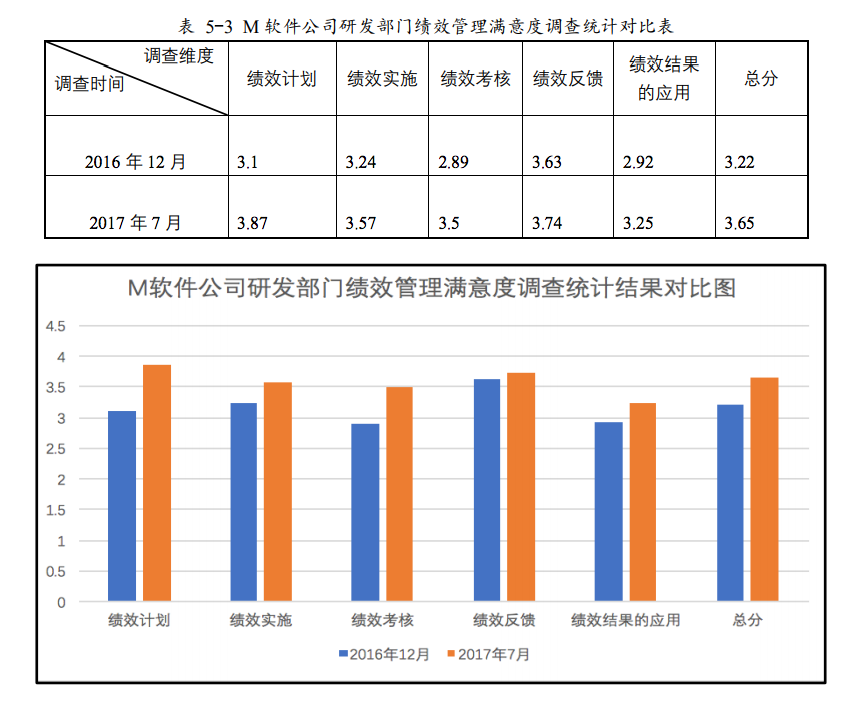 表 5-3 M 软件公司研发部门绩效管理满意度调查统计对比表
调查维度
调查时间
绩效计划
绩效实施
绩效考核
绩效反馈
绩效结果
的应用
总分
2016 年 12 月 3.1 3.24 2.89 3.63 2.92 3.22
2017 年 7 月 3.87 3.57 3.5 3.74 3.25 3.65
M软件公司研发部门绩效管理满意度调查统计结果对比图
4.5
4
3.5
3
2.5
2
1.5
1
0.5
0
绩效计划 绩效实施 绩效考核 绩效反馈 绩效结果的应用 总分
2016年12月 2017年7月